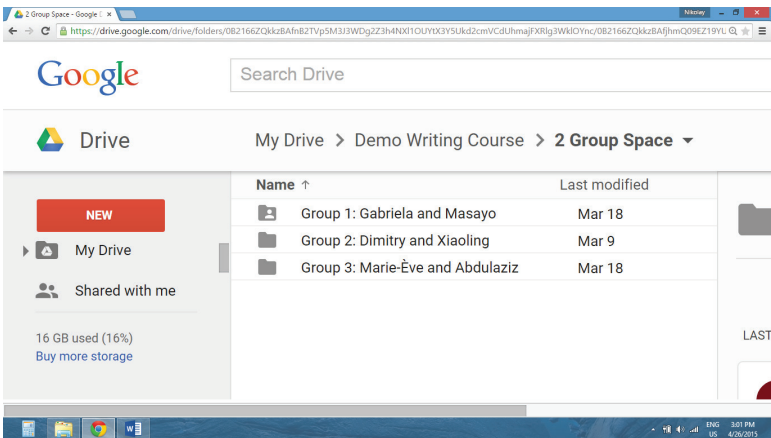 2 Group Space - Google D
Nikolay
https://drive.google.com/drive/folders/0B2166ZQkkzBAfnB2TVp5M3J3WDg2Z3h4NXl1OUYtX3Y5Ukd2cmVCdUhmajFXRlg3WklOYnc/0B2166ZQkkzBAfjhmQ09EZ19YU
Google
Search Drive
Drive
My Drive > Demo Writing Course > 2 Group Space
Name ↑ Last modified
NEW
Group 1: Gabriela and Masayo Mar 18
Group 2: Dimitry and Xiaoling Mar 9
My Drive
Group 3: Marie-Ève and Abdulaziz Mar 18
Shared with me
16 GB used (16%)
LAST
Buy more storage
ENG 3:01 PM
US 4/26/2015